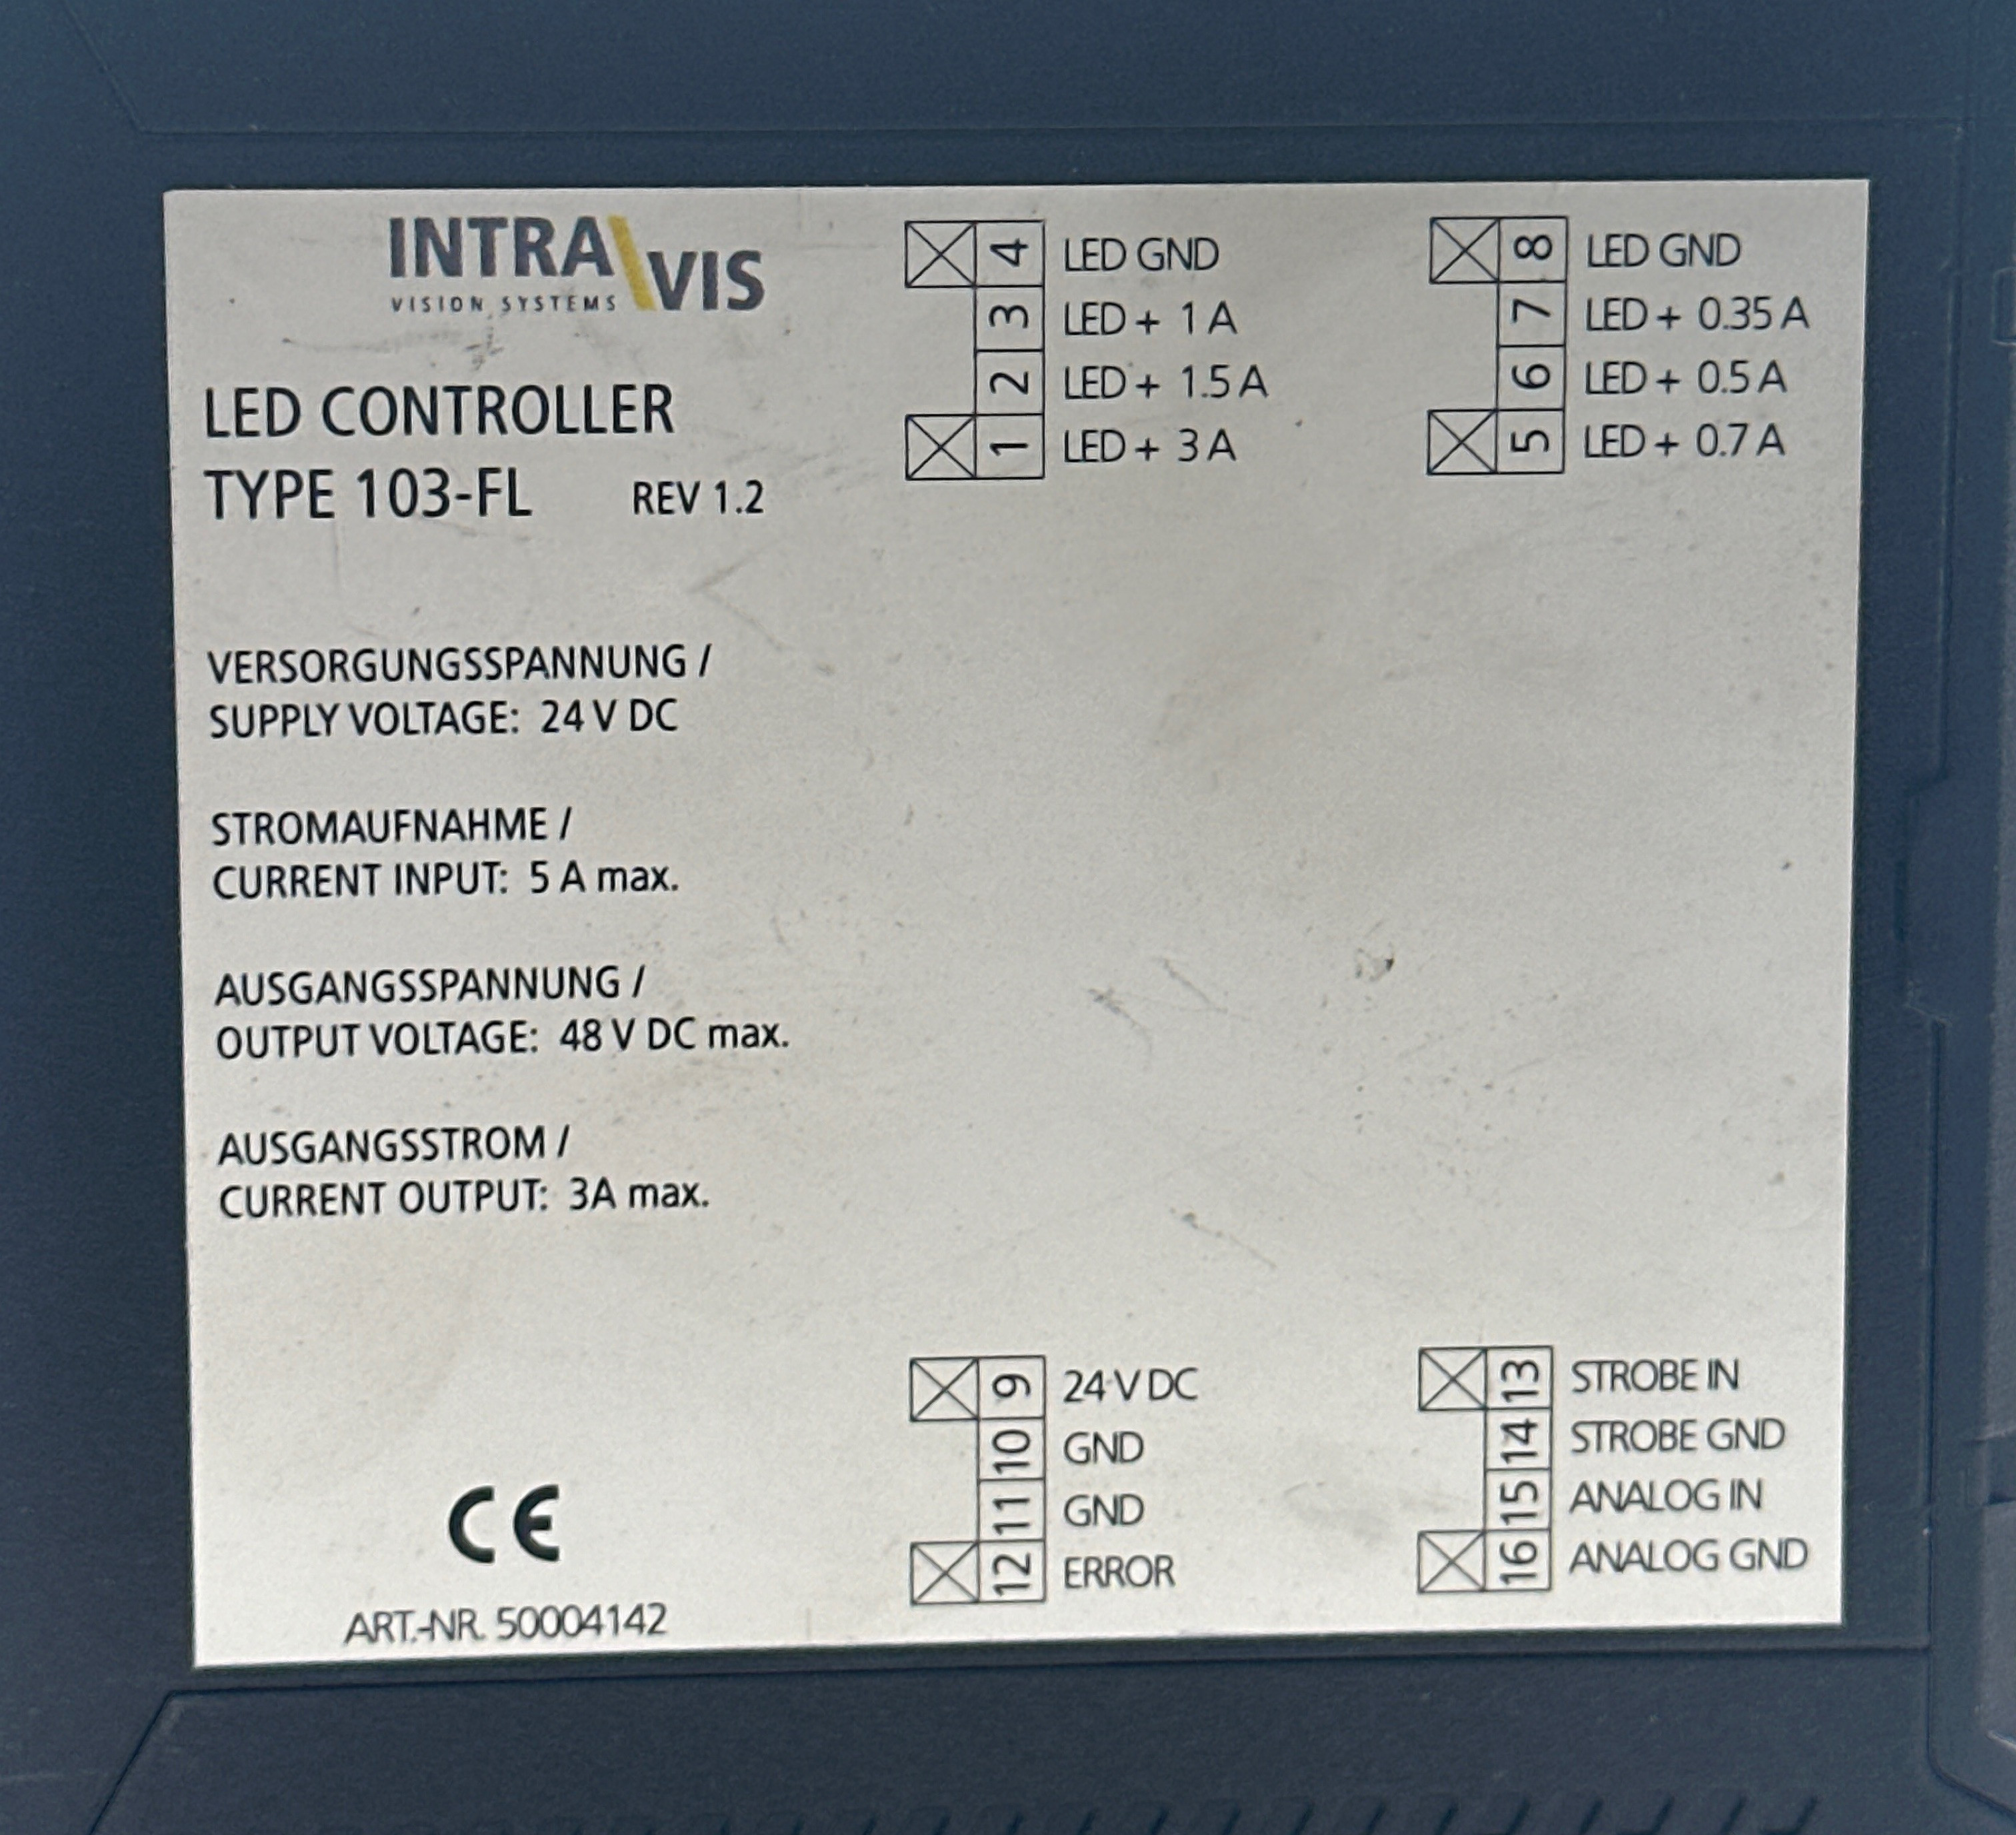 INTRAVIS
VISION SYSTEMS
LED CONTROLLER
TYPE 103-FL REV 1.2
VERSORGUNGSSPANNUNG /
SUPPLY VOLTAGE: 24 V DC
STROMAUFNAHME /
CURRENT INPUT: 5 A max.
AUSGANGSSPANNUNG /
OUTPUT VOLTAGE: 48 V DC max.
AUSGANGSSTROM /
CURRENT OUTPUT: 3A max.
CE
ART.-NR. 50004142
4 LED GND
3 LED + 1 A
2 LED + 1.5 A
1 LED + 3 A
8 LED GND
7 LED + 0.35 A
6 LED + 0.5 A
5 LED + 0.7 A
9 24 V DC
10 GND
11 GND
12 ERROR
13 STROBE IN
14 STROBE GND
15 ANALOG IN
16 ANALOG GND